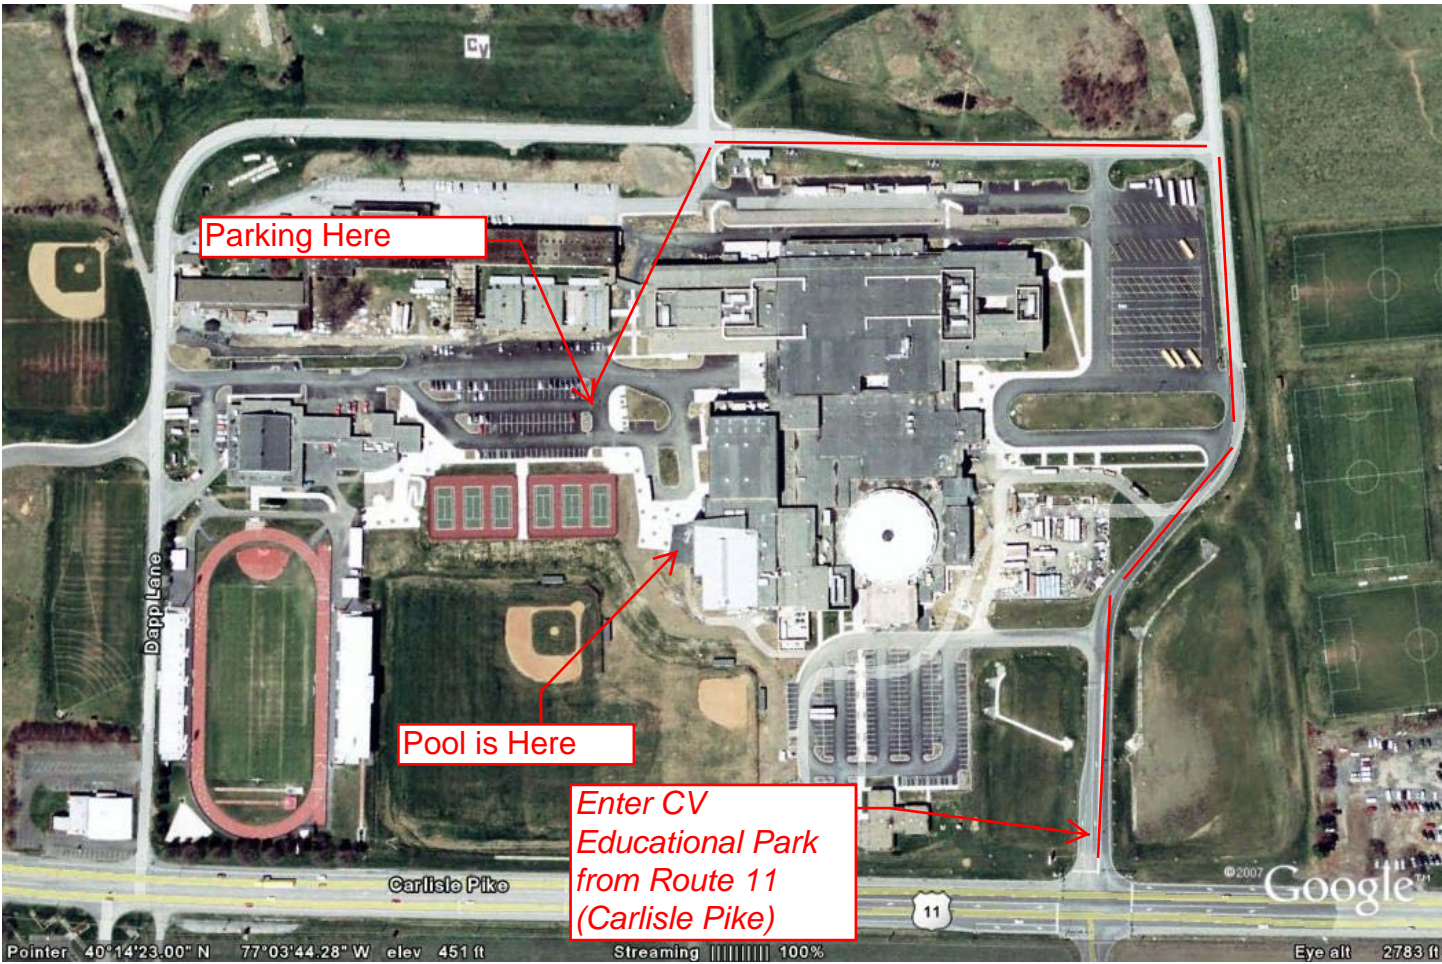 CV
Parking Here
Dapp Lane
Pool is Here
Enter CV
Educational Park
from Route 11
(Carlisle Pike)
Carlisle Pike
11
©2007 Google™
Pointer 40°14'23.00" N 77°03'44.28" W elev 451 ft Streaming |||||||||| 100% Eye alt 2783 ft